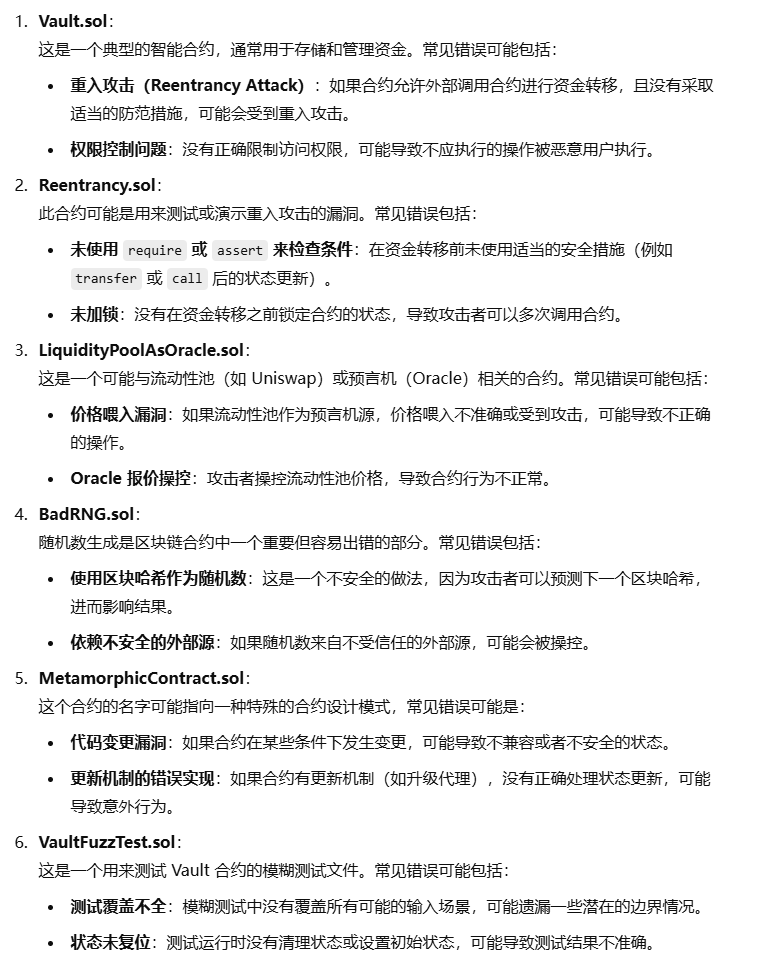 1. Vault.sol：
这是一个典型的智能合约，通常用于存储和管理资金。常见错误可能包括：
• 重入攻击（Reentrancy Attack）：如果合约允许外部调用合约进行资金转移，且没有采取
适当的防范措施，可能会受到重入攻击。
• 权限控制问题：没有正确限制访问权限，可能导致不应执行的操作被恶意用户执行。
2. Reentrancy.sol：
此合约可能是用来测试或演示重入攻击的漏洞。常见错误包括：
• 未使用 require 或 assert 来检查条件：在资金转移前未使用适当的安全措施（例如
transfer 或 call 后的状态更新）。
• 未加锁：没有在资金转移之前锁定合约的状态，导致攻击者可以多次调用合约。
3. LiquidityPoolAsOracle.sol：
这是一个可能与流动性池（如 Uniswap）或预言机（Oracle）相关的合约。常见错误可能包括：
• 价格喂入漏洞：如果流动性池作为预言机源，价格喂入不准确或受到攻击，可能导致不正确
的操作。
• Oracle 报价操控：攻击者操控流动性池价格，导致合约行为不正常。
4. BadRNG.sol：
随机数生成是区块链合约中一个重要但容易出错的部分。常见错误包括：
• 使用区块哈希作为随机数：这是一个不安全的做法，因为攻击者可以预测下一个区块哈希，
进而影响结果。
• 依赖不安全的外部源：如果随机数来自不受信任的外部源，可能会被操控。
5. MetamorphicContract.sol：
这个合约的名字可能指向一种特殊的合约设计模式，常见错误可能是：
• 代码变更漏洞：如果合约在某些条件下发生变更，可能导致不兼容或者不安全的状态。
• 更新机制的错误实现：如果合约有更新机制（如升级代理），没有正确处理状态更新，可能
导致意外行为。
6. VaultFuzzTest.sol：
这是一个用来测试 Vault 合约的模糊测试文件。常见错误可能包括：
• 测试覆盖不全：模糊测试中没有覆盖所有可能的输入场景，可能遗漏一些潜在的边界情况。
• 状态未复位：测试运行时没有清理状态或设置初始状态，可能导致测试结果不准确。